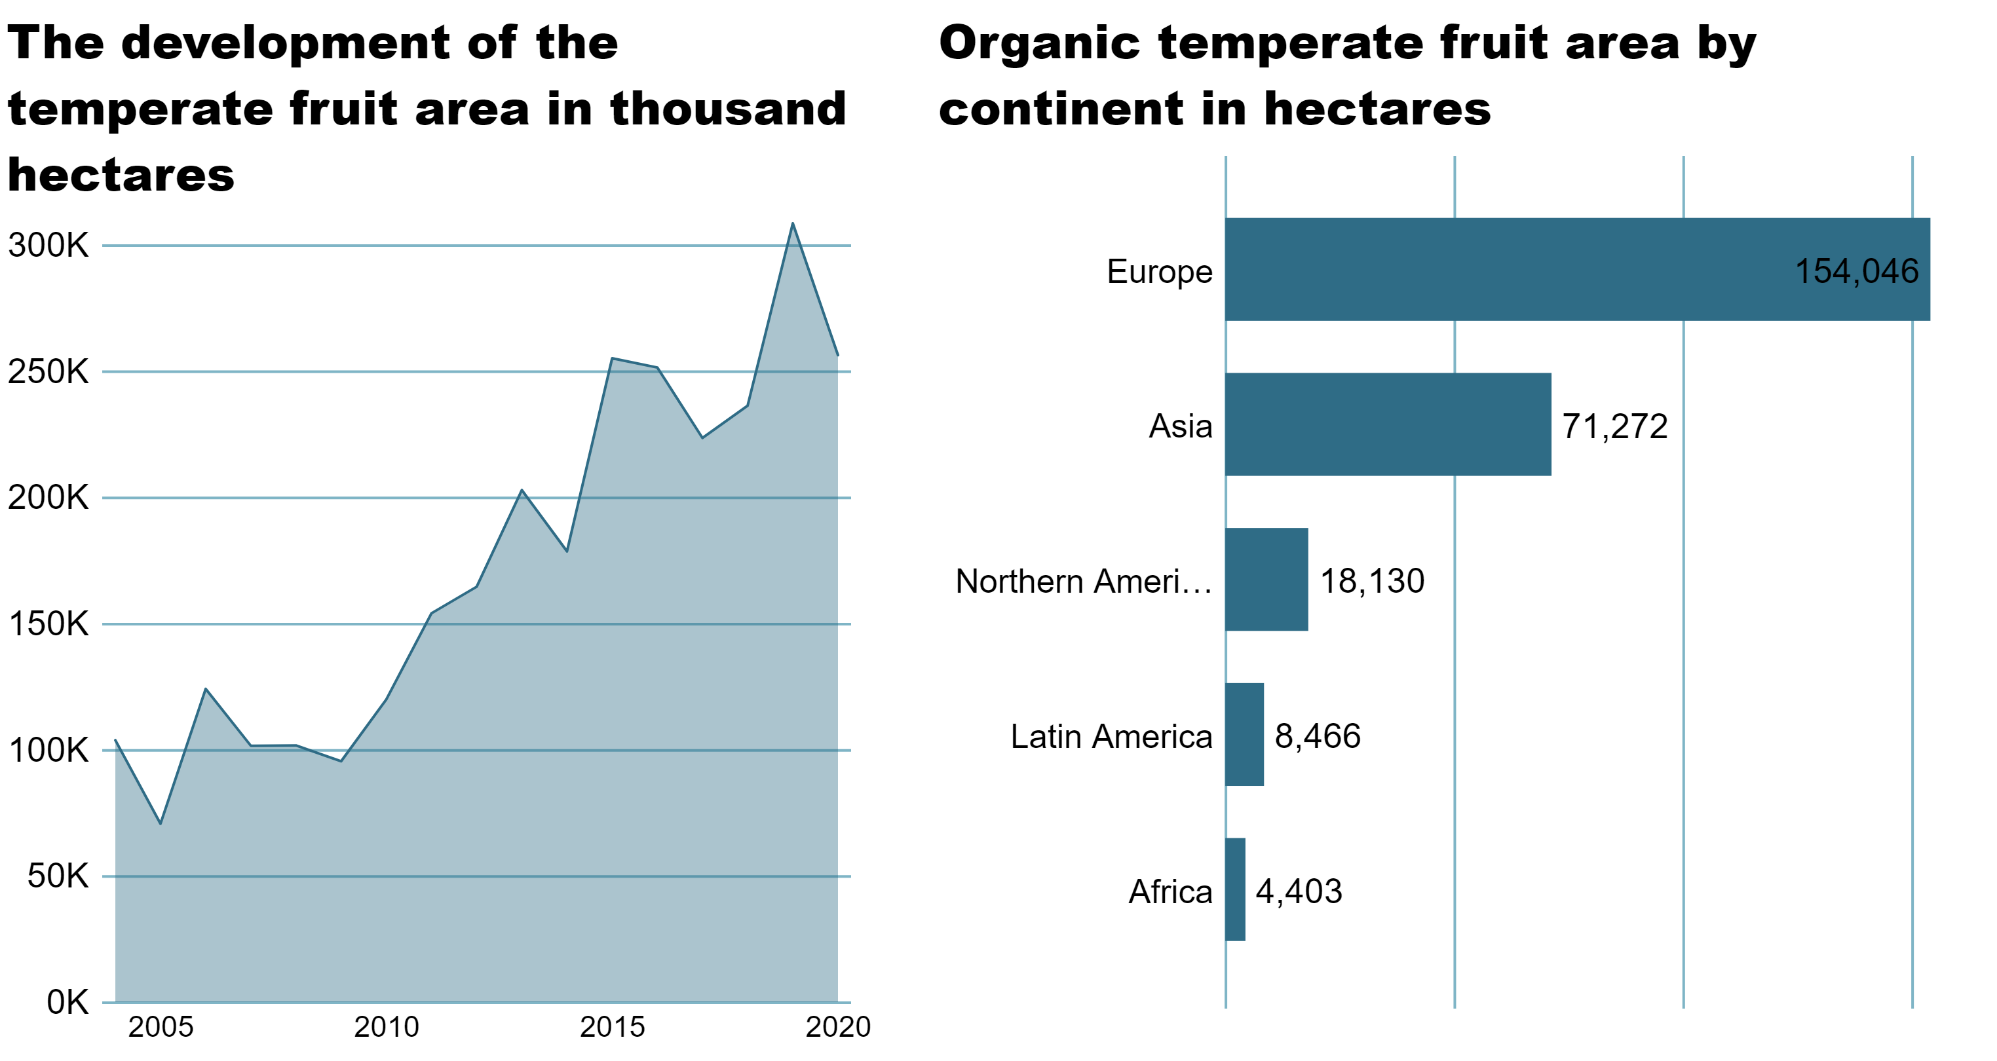 The development of the
temperate fruit area in thousand
hectares
300K
250K
200K
150K
100K
50K
0K
2005 2010 2015 2020
Organic temperate fruit area by
continent in hectares
Europe 154,046
Asia 71,272
Northern Ameri… 18,130
Latin America 8,466
Africa 4,403